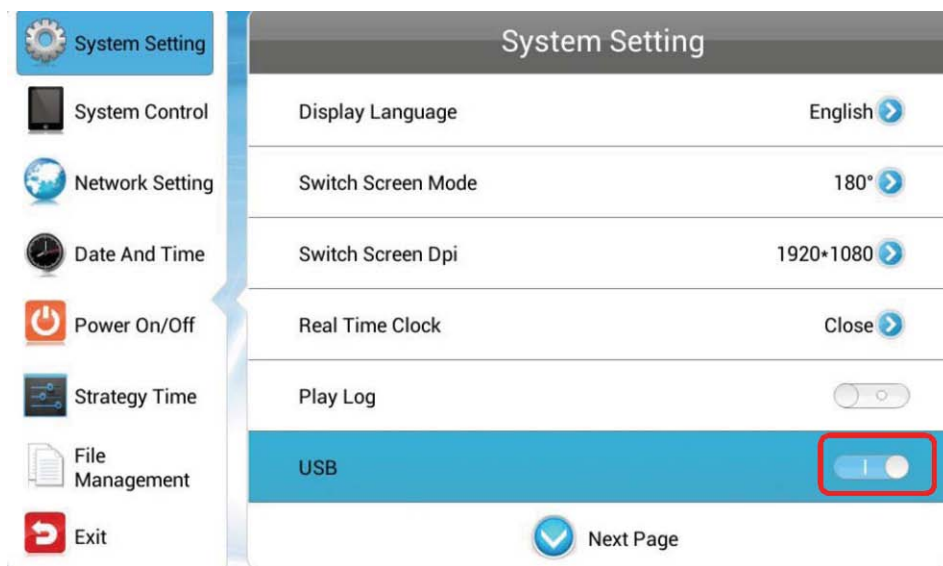 System Setting
System Control
Network Setting
Date And Time
Power On/Off
Strategy Time
File
Management
Exit
System Setting
Display Language English
Switch Screen Mode 180°
Switch Screen Dpi 1920*1080
Real Time Clock Close
Play Log
USB
Next Page